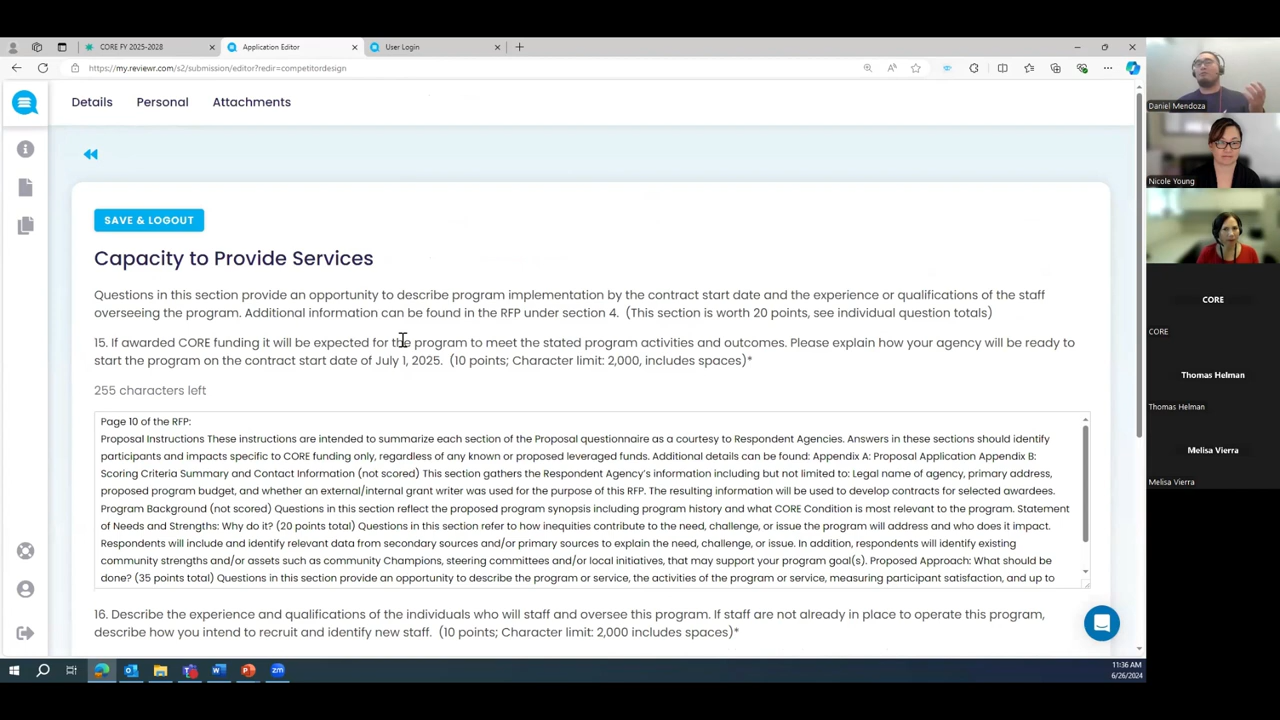 CORE FY 2025-2028
Application Editor
User Login
https://my.reviewr.com/s2/submission/editor?redir=competitordesign
Details
Personal
Attachments
SAVE & LOGOUT
Capacity to Provide Services
Questions in this section provide an opportunity to describe program implementation by the contract start date and the experience or qualifications of the staff
overseeing the program. Additional information can be found in the RFP under section 4. (This section is worth 20 points, see individual question totals)
15. If awarded CORE funding it will be expected for the program to meet the stated program activities and outcomes. Please explain how your agency will be ready to
start the program on the contract start date of July 1, 2025. (10 points; Character limit: 2,000, includes spaces)*
255 characters left
Page 10 of the RFP:
Proposal Instructions These instructions are intended to summarize each section of the Proposal questionnaire as a courtesy to Respondent Agencies. Answers in these sections should identify
participants and impacts specific to CORE funding only, regardless of any known or proposed leveraged funds. Additional details can be found: Appendix A: Proposal Application Appendix B:
Scoring Criteria Summary and Contact Information (not scored) This section gathers the Respondent Agency's information including but not limited to: Legal name of agency, primary address,
proposed program budget, and whether an external/internal grant writer was used for the purpose of this RFP. The resulting information will be used to develop contracts for selected awardees.
Program Background (not scored) Questions in this section reflect the proposed program synopsis including program history and what CORE Condition is most relevant to the program. Statement
of Needs and Strengths: Why do it? (20 points total) Questions in this section refer to how inequities contribute to the need, challenge, or issue the program will address and who does it impact.
Respondents will include and identify relevant data from secondary sources and/or primary sources to explain the need, challenge, or issue. In addition, respondents will identify existing
community strengths and/or assets such as community Champions, steering committees and/or local initiatives, that may support your program goal(s). Proposed Approach: What should be
done? (35 points total) Questions in this section provide an opportunity to describe the program or service, the activities of the program or service, measuring participant satisfaction, and up to
16. Describe the experience and qualifications of the individuals who will staff and oversee this program. If staff are not already in place to operate this program,
describe how you intend to recruit and identify new staff. (10 points; Character limit: 2,000 includes spaces)*
11:36 AM
6/26/2024
Daniel Mendoza
Nicole Young
CORE
CORE
Thomas Helman
Thomas Helman
Melisa Vierra
Melisa Vierra